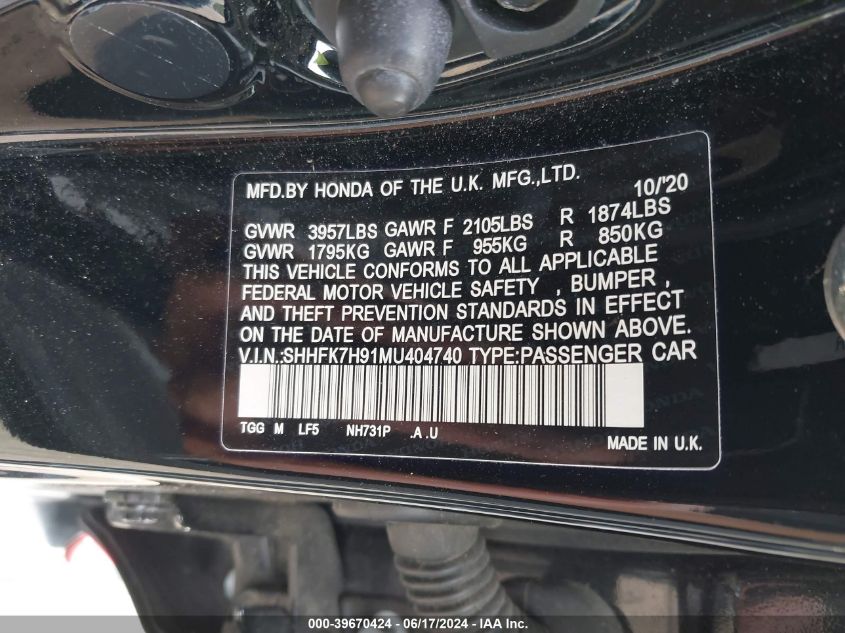 MFD.BY HONDA OF THE U.K. MFG.,LTD. 10/'20
GVWR 3957LBS GAWR F 2105LBS R 1874LBS
GVWR 1795KG GAWR F 955KG R 850KG
THIS VEHICLE CONFORMS TO ALL APPLICABLE
FEDERAL MOTOR VEHICLE SAFETY , BUMPER ,
AND THEFT PREVENTION STANDARDS IN EFFECT
ON THE DATE OF MANUFACTURE SHOWN ABOVE.
V.I.N:SHHFK7H91MU404740 TYPE:PASSENGER CAR
TGG M LF5 NH731P .A .U
MADE IN U.K.
000-39670424 - 06/17/2024 - IAA Inc.